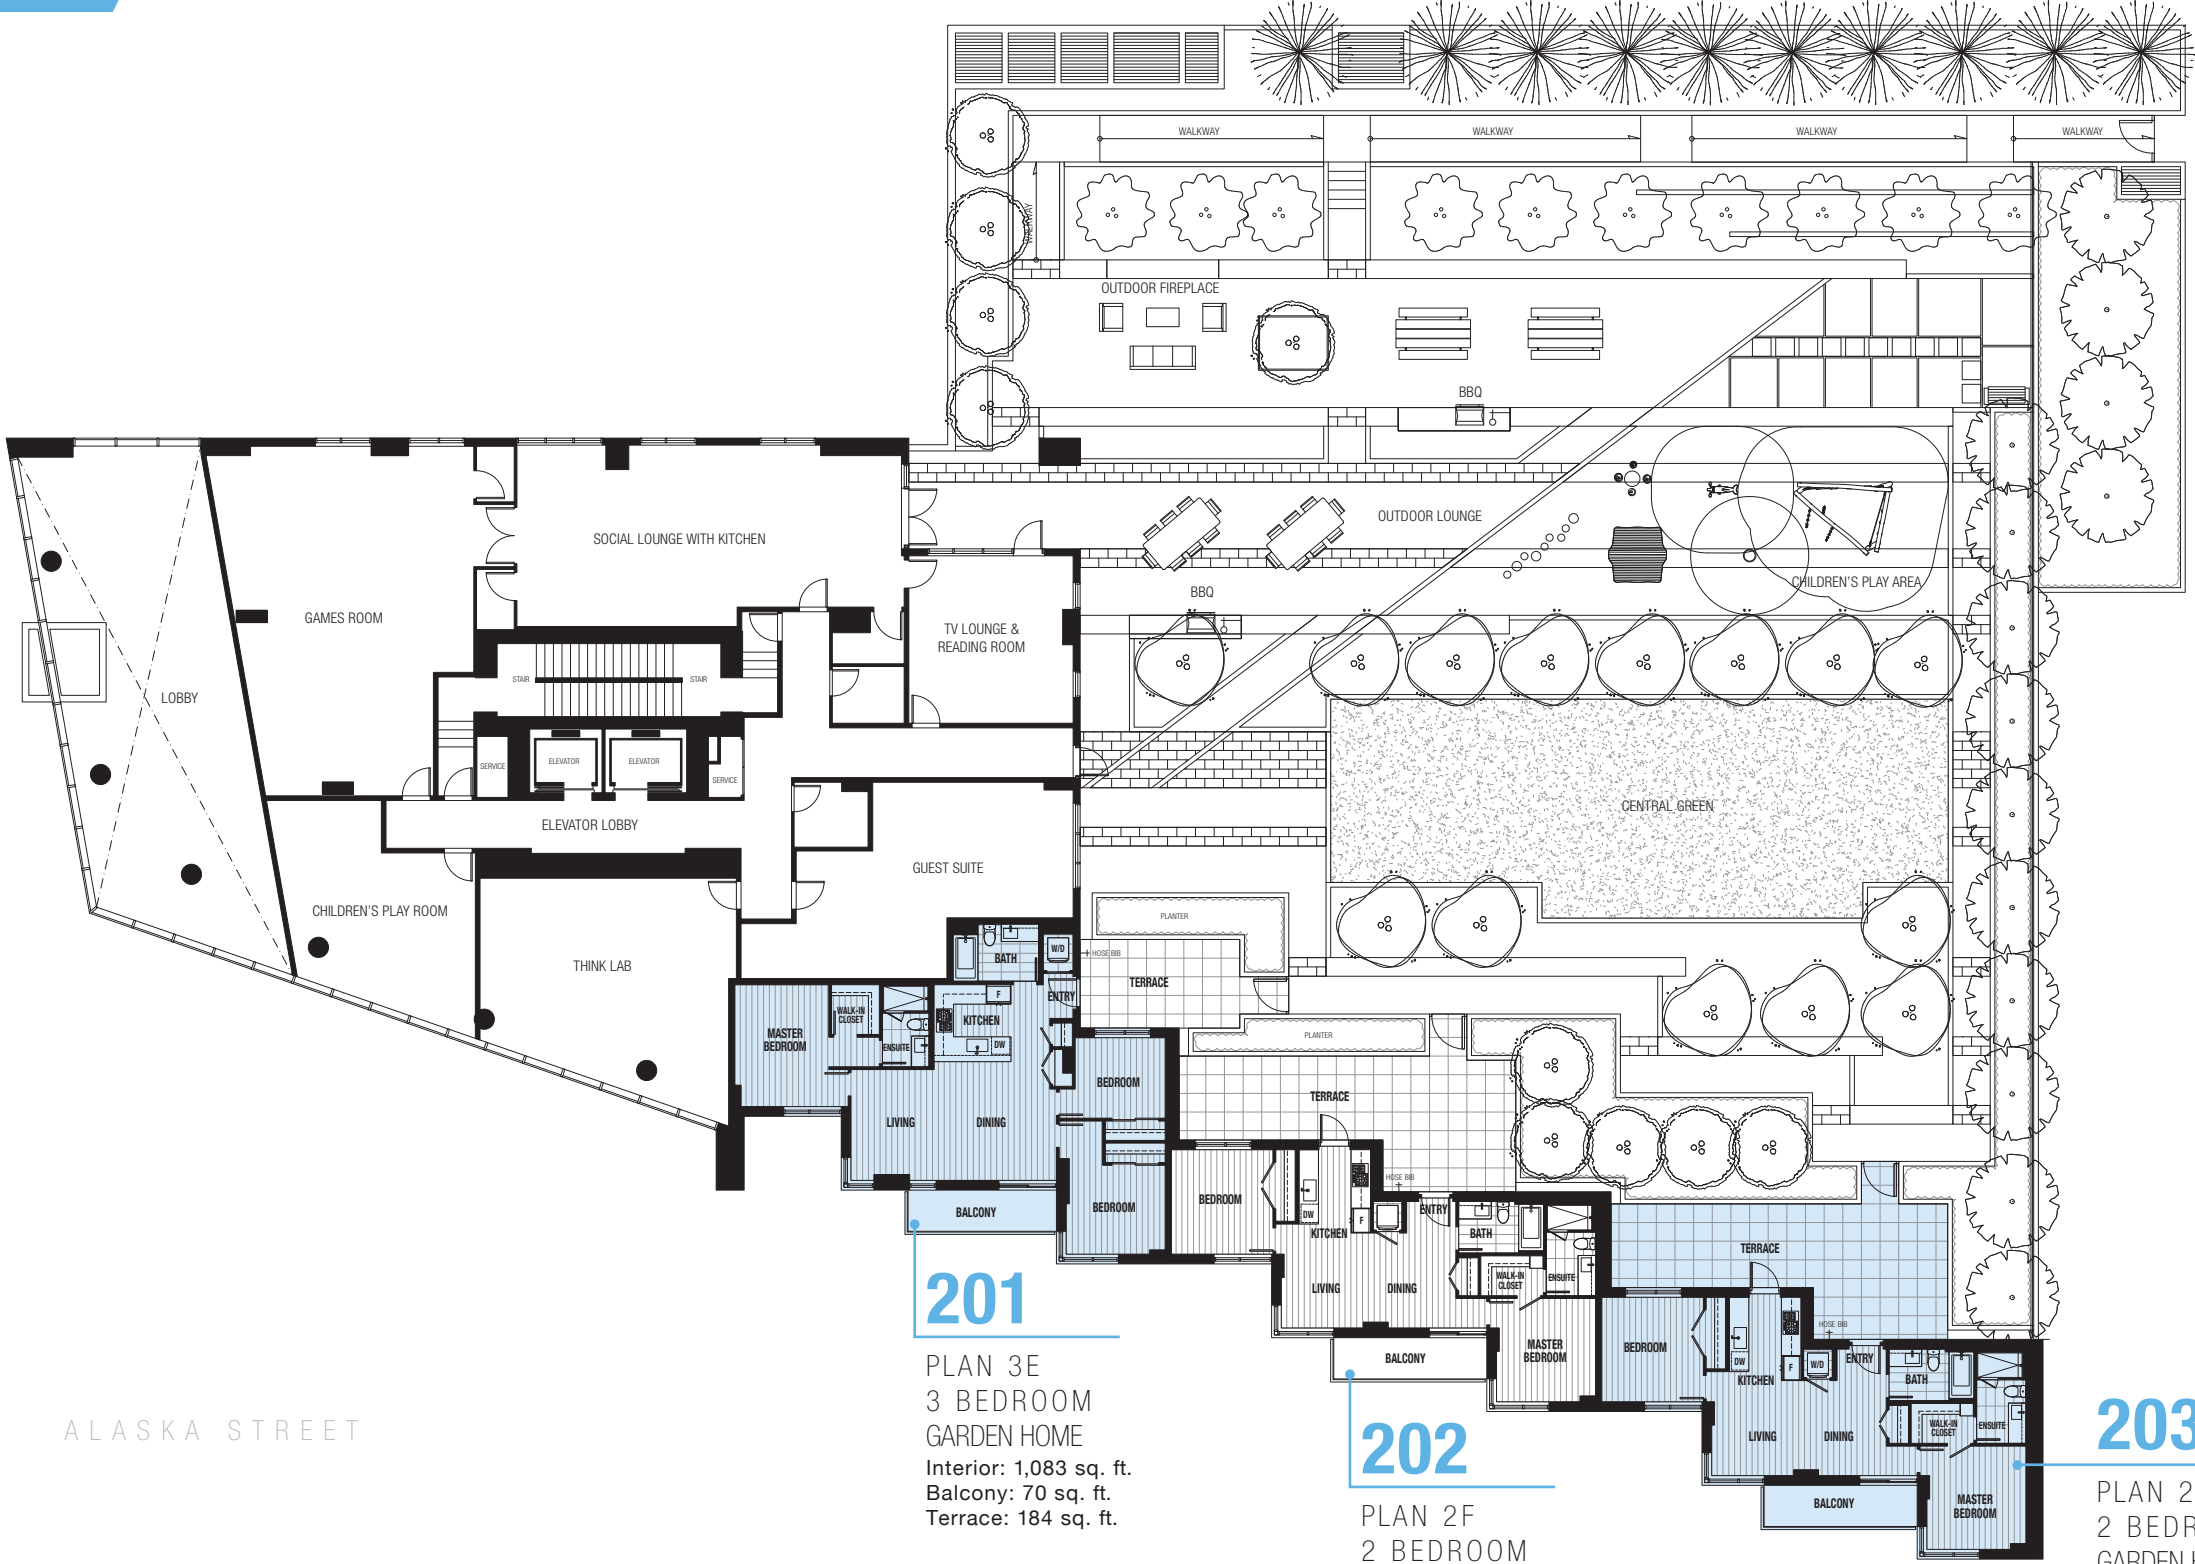 WALKWAY
WALKWAY
WALKWAY
WALKWAY
WALKWAY
OUTDOOR FIREPLACE
BBQ
OUTDOOR LOUNGE
SOCIAL LOUNGE WITH KITCHEN
CHILDREN'S PLAY AREA
BBQ
GAMES ROOM
TV LOUNGE &
READING ROOM
STAIR
STAIR
LOBBY
SERVICE
ELEVATOR
ELEVATOR
SERVICE
CENTRAL GREEN
ELEVATOR LOBBY
GUEST SUITE
CHILDREN'S PLAY ROOM
PLANTER
THINK LAB
BATH
W/D
HOSE BIB
TERRACE
ENTRY
F
WALK-IN
CLOSET
KITCHEN
MASTER
BEDROOM
ENSUITE
DW
PLANTER
BEDROOM
TERRACE
LIVING
DINING
BEDROOM
BALCONY
HOSE BIB
BEDROOM
DW
F
ENTRY
KITCHEN
BATH
WALK-IN
CLOSET
ENSUITE
LIVING
DINING
MASTER
BEDROOM
BALCONY
TERRACE
HOSE BIB
BEDROOM
DW
F
W/D
ENTRY
KITCHEN
BATH
WALK-IN
CLOSET
ENSUITE
LIVING
DINING
MASTER
BEDROOM
BALCONY
201
PLAN 3E
3 BEDROOM
GARDEN HOME
Interior: 1,083 sq. ft.
Balcony: 70 sq. ft.
Terrace: 184 sq. ft.
202
PLAN 2F
2 BEDROOM
203
PLAN 2
2 BEDR
GARDEN H
ALASKA STREET